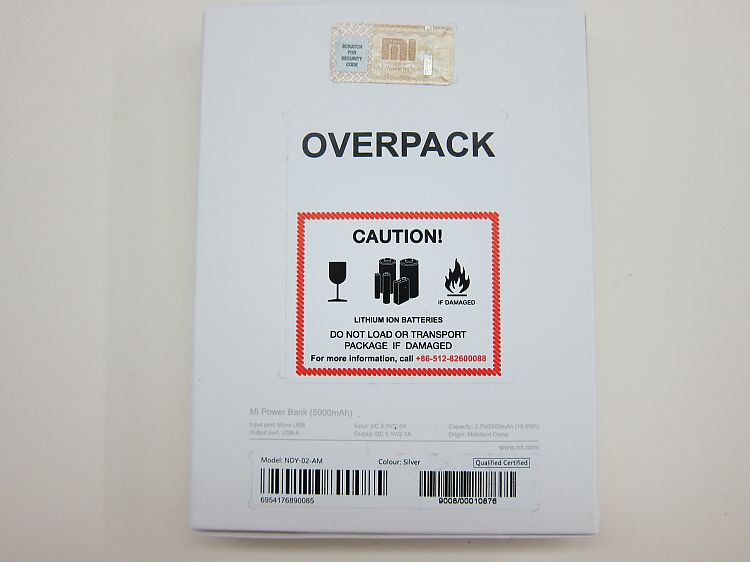 SCRATCH
FOR
SECURITY
CODE
mi
OVERPACK
CAUTION!
IF DAMAGED
LITHIUM ION BATTERIES
DO NOT LOAD OR TRANSPORT
PACKAGE IF DAMAGED
For more information, call +86-512-82600088
Mi Power Bank (5000mAh)
Input port: Micro USB
Input: DC 5.0V/2.0A
Capacity: 3.7V/5000mAh
Output port: USB-A
Output: DC 5.1V/2.1A
Origin: Mainland China
www.mi.com
Model: NDY-02-AM
Colour: Silver
Qualified Certified
6954176890085
9008/00010876